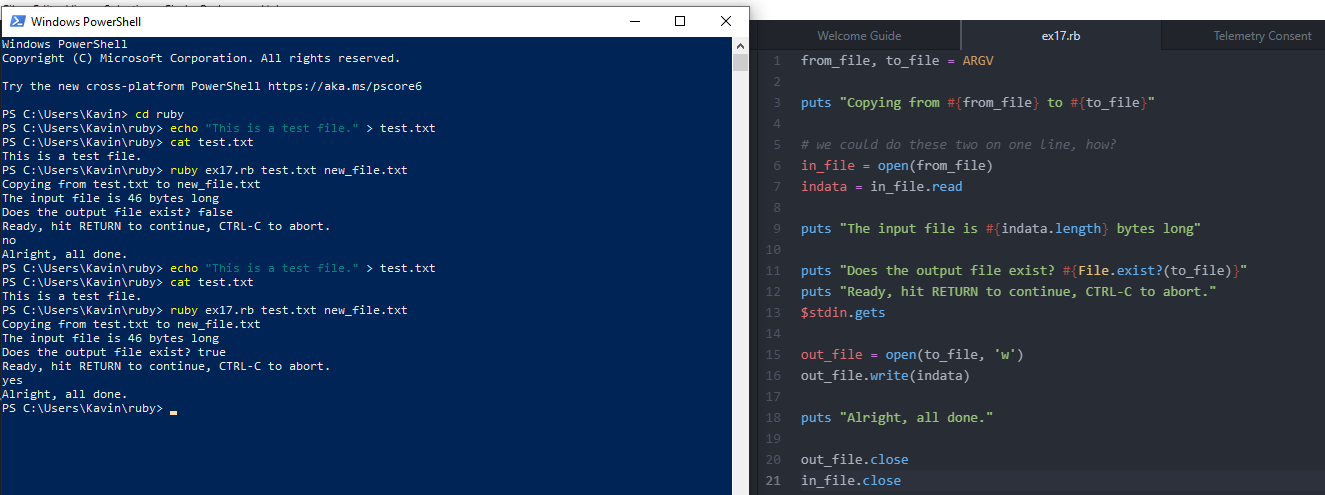 Windows PowerShell
Windows PowerShell
Copyright (C) Microsoft Corporation. All rights reserved.
Try the new cross-platform PowerShell https://aka.ms/pscore6
PS C:\Users\Kavin> cd ruby
PS C:\Users\Kavin\ruby> echo "This is a test file." > test.txt
PS C:\Users\Kavin\ruby> cat test.txt
This is a test file.
PS C:\Users\Kavin\ruby> ruby ex17.rb test.txt new_file.txt
Copying from test.txt to new_file.txt
The input file is 46 bytes long
Does the output file exist? false
Ready, hit RETURN to continue, CTRL-C to abort.
no
Alright, all done.
PS C:\Users\Kavin\ruby> echo "This is a test file." > test.txt
PS C:\Users\Kavin\ruby> cat test.txt
This is a test file.
PS C:\Users\Kavin\ruby> ruby ex17.rb test.txt new_file.txt
Copying from test.txt to new_file.txt
The input file is 46 bytes long
Does the output file exist? true
Ready, hit RETURN to continue, CTRL-C to abort.
yes
Alright, all done.
PS C:\Users\Kavin\ruby>
Welcome Guide ex17.rb Telemetry Consent
1 from_file, to_file = ARGV
2
3 puts "Copying from #{from_file} to #{to_file}"
4
5 # we could do these two on one line, how?
6 in_file = open(from_file)
7 indata = in_file.read
8
9 puts "The input file is #{indata.length} bytes long"
10
11 puts "Does the output file exist? #{File.exist?(to_file)}"
12 puts "Ready, hit RETURN to continue, CTRL-C to abort."
13 $stdin.gets
14
15 out_file = open(to_file, 'w')
16 out_file.write(indata)
17
18 puts "Alright, all done."
19
20 out_file.close
21 in_file.close